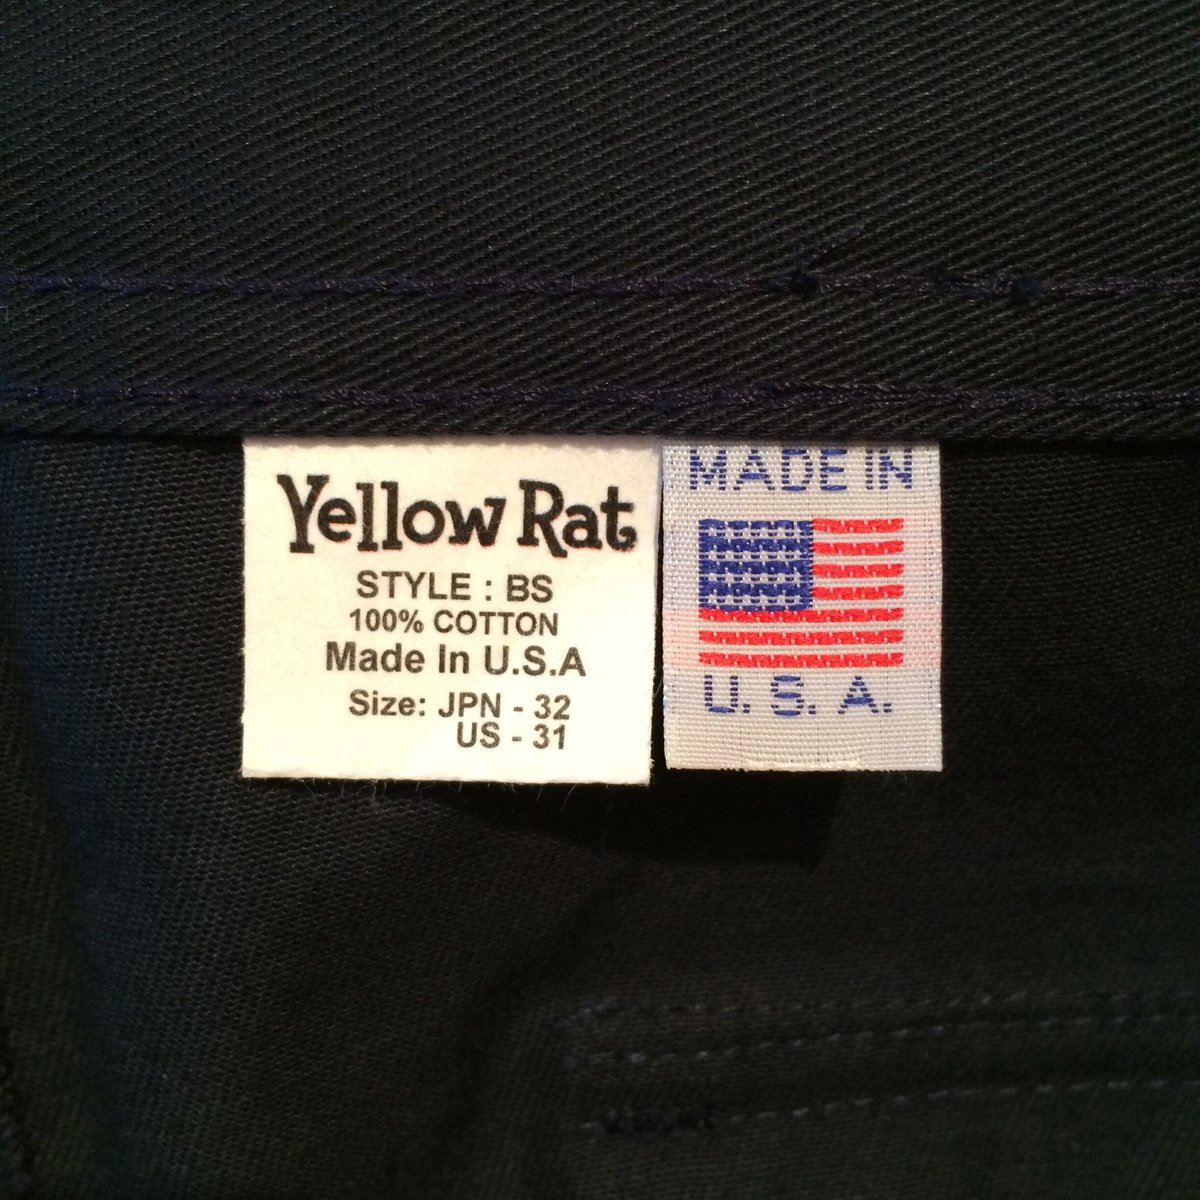 Yellow Rat
STYLE : BS
100% COTTON
Made In U.S.A
Size: JPN - 32
US - 31
MADE IN
U. S. A.